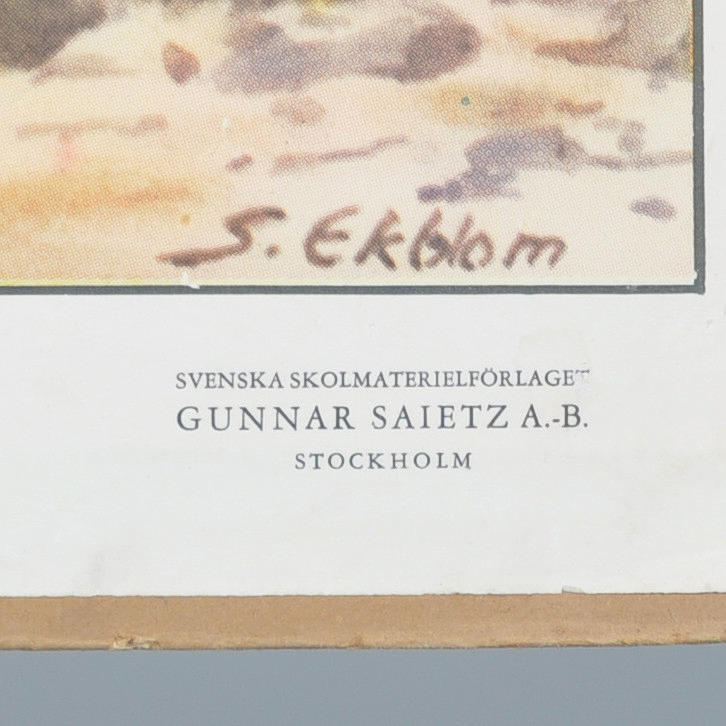 S. Ekblom
SVENSKA SKOLMATERIELFÖRLAGET
GUNNAR SAIETZ A.-B.
STOCKHOLM